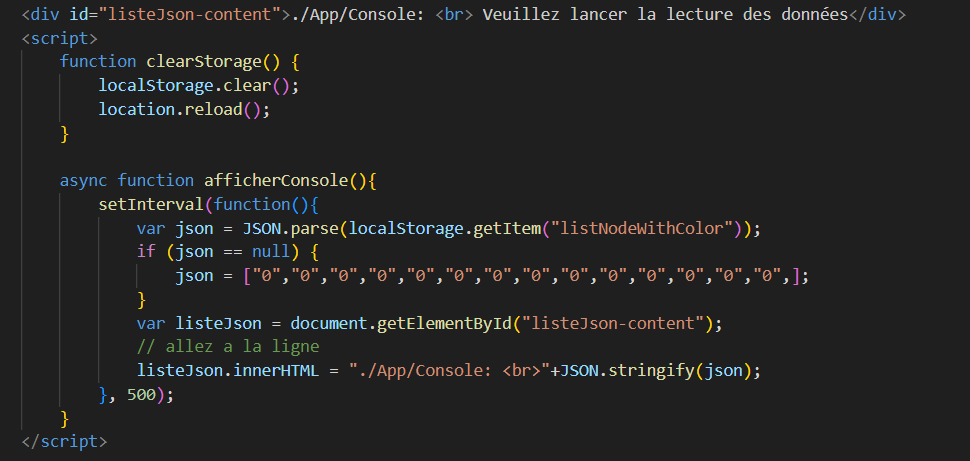 <div id="listeJson-content">./App/Console: <br> Veuillez lancer la lecture des données</div>
<script>
function clearStorage() {
localStorage.clear();
location.reload();
}
async function afficherConsole(){
setInterval(function(){
var json = JSON.parse(localStorage.getItem("listNodeWithColor"));
if (json == null) {
json = ["0","0","0","0","0","0","0","0","0","0","0","0","0","0",];
}
var listeJson = document.getElementById("listeJson-content");
// allez a la ligne
listeJson.innerHTML = "./App/Console: <br>"+JSON.stringify(json);
}, 500);
}
</script>